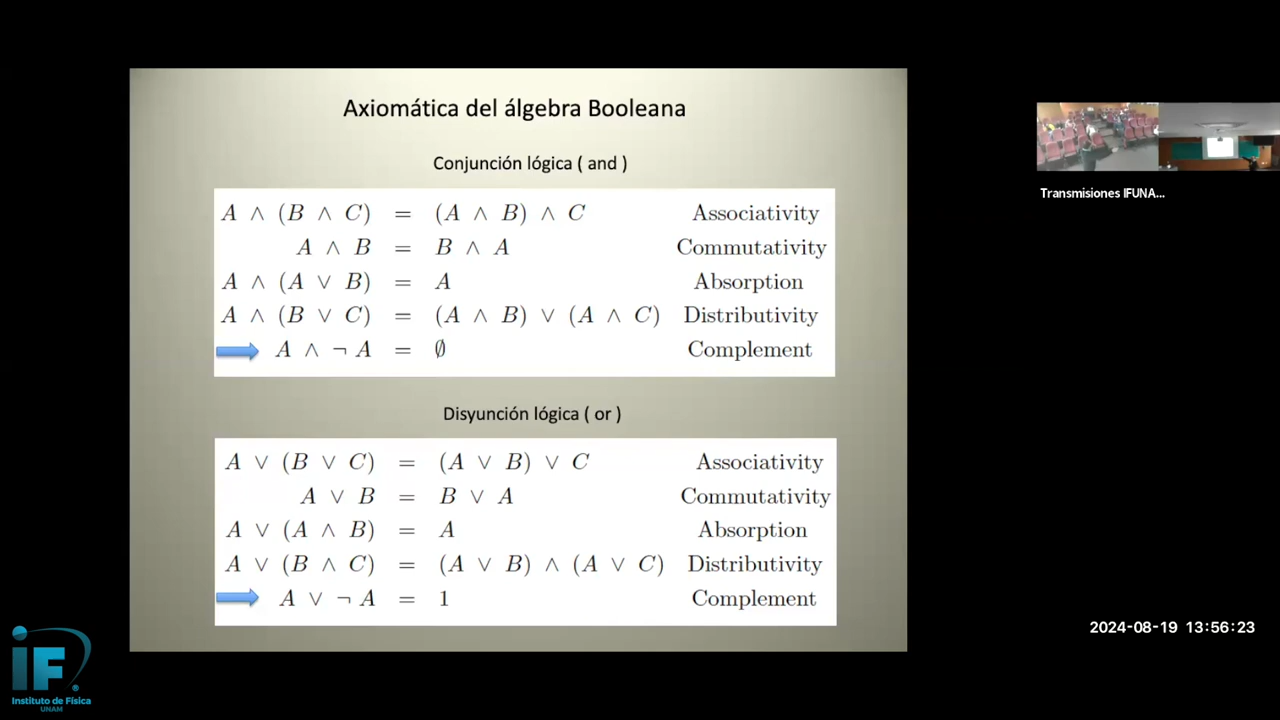 Axiomática del álgebra Booleana
Conjunción lógica ( and )
A ∧ (B ∧ C) = (A ∧ B) ∧ C Associativity
A ∧ B = B ∧ A Commutativity
A ∧ (A ∨ B) = A Absorption
A ∧ (B ∨ C) = (A ∧ B) ∨ (A ∧ C) Distributivity
A ∧ ¬ A = ∅ Complement
Disyunción lógica ( or )
A ∨ (B ∨ C) = (A ∨ B) ∨ C Associativity
A ∨ B = B ∨ A Commutativity
A ∨ (A ∧ B) = A Absorption
A ∨ (B ∧ C) = (A ∨ B) ∧ (A ∨ C) Distributivity
A ∨ ¬ A = 1 Complement
Transmisiones IFUNA...
2024-08-19 13:56:23
iF
®
Instituto de Física
UNAM